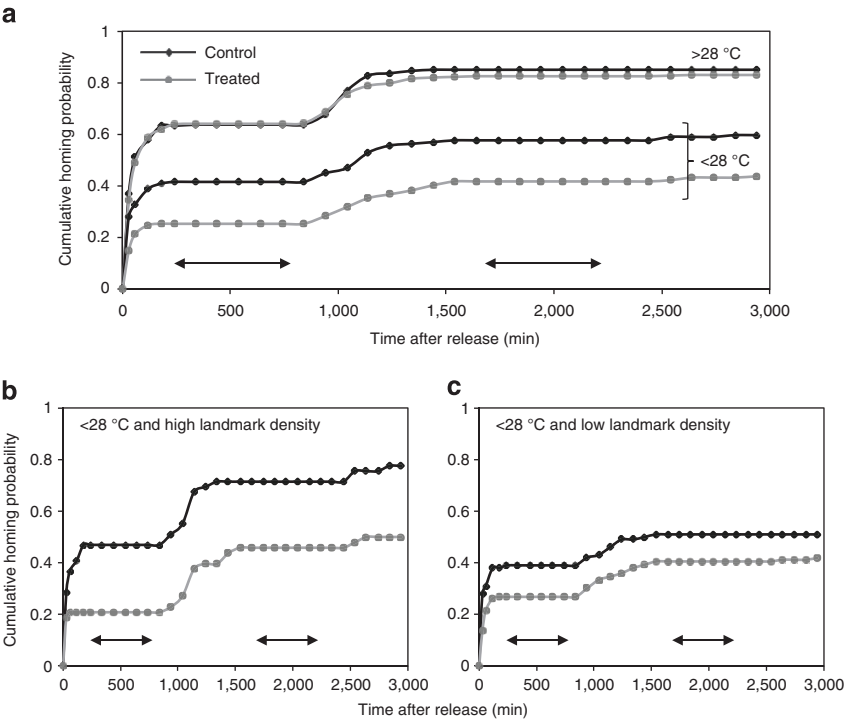 a
1
0.8
0.6
0.4
0.2
0
Cumulative homing probability
Control
Treated
>28 °C
<28 °C
0 500 1,000 1,500 2,000 2,500 3,000
Time after release (min)
b
1
0.8
0.6
0.4
0.2
0
Cumulative homing probability
<28 °C and high landmark density
0 500 1,000 1,500 2,000 2,500 3,000
c
1
0.8
0.6
0.4
0.2
0
<28 °C and low landmark density
0 500 1,000 1,500 2,000 2,500 3,000
Time after release (min)